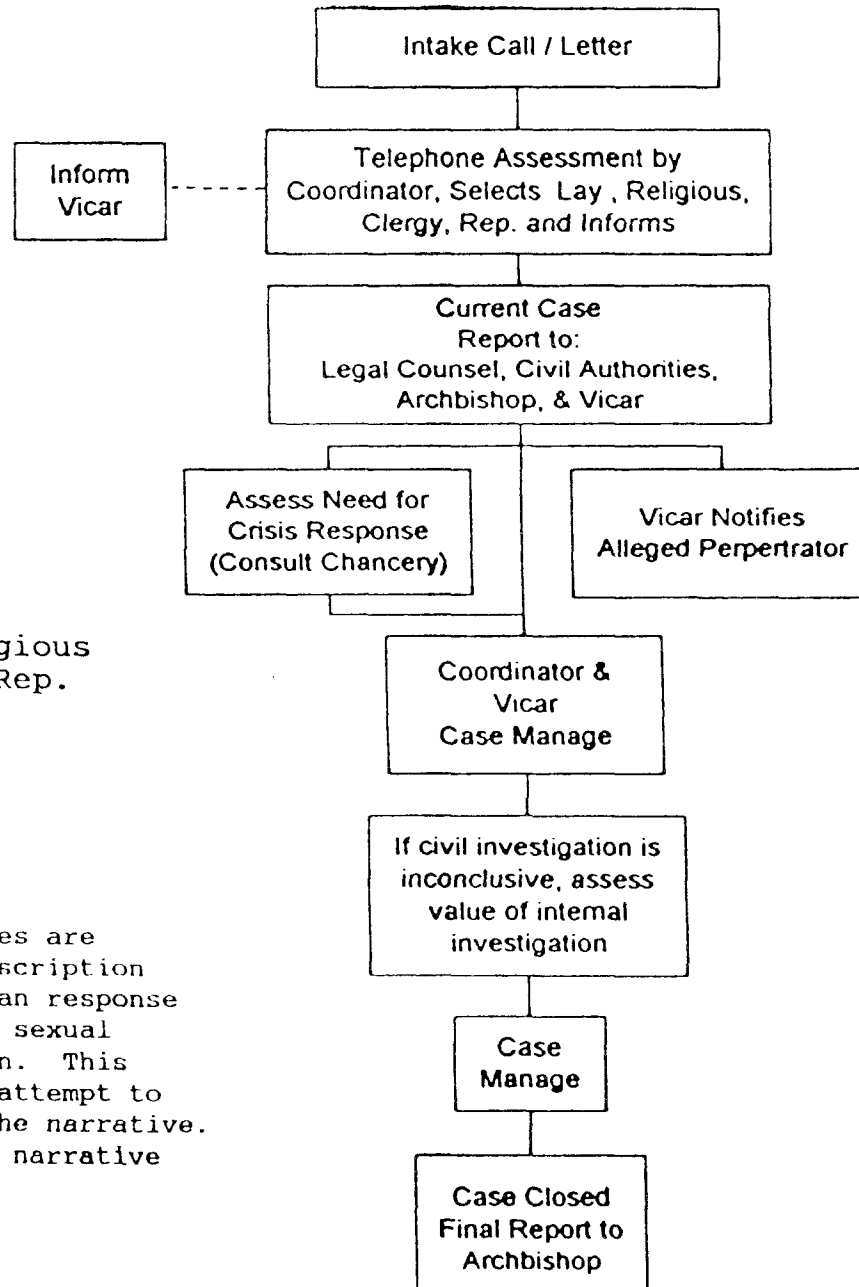 Intake Call / Letter
Inform
Vicar
Telephone Assessment by
Coordinator, Selects Lay , Religious,
Clergy, Rep. and Informs
Current Case
Report to:
Legal Counsel, Civil Authorities,
Archbishop, & Vicar
Assess Need for
Crisis Response
(Consult Chancery)
Vicar Notifies
Alleged Perpertrator
gious
Rep.
Coordinator &
Vicar
Case Manage
If civil investigation is
inconclusive, assess
value of internal
investigation
es are
scription
an response
sexual
n. This
attempt to
he narrative.
narrative
Case
Manage
Case Closed
Final Report to
Archbishop